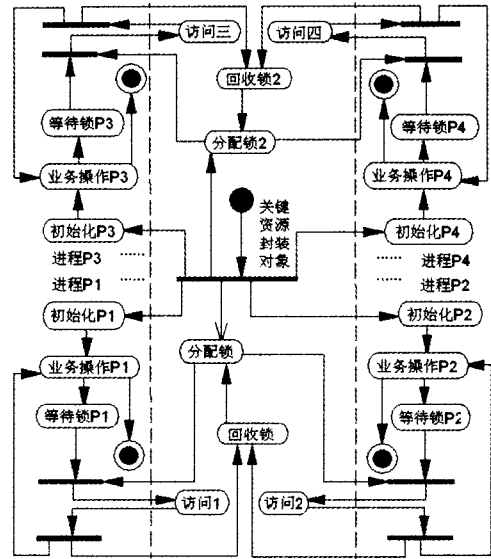 访问三
访问四
回收锁2
等待锁P3
等待锁P4
分配锁2
业务操作P3
业务操作P4
关键
资源
封装
对象
初始化P3
初始化P4
进程P3
进程P4
进程P1
进程P2
初始化P1
初始化P2
分配锁
业务操作P1
业务操作P2
等待锁P1
等待锁P2
回收锁
访问1
访问2